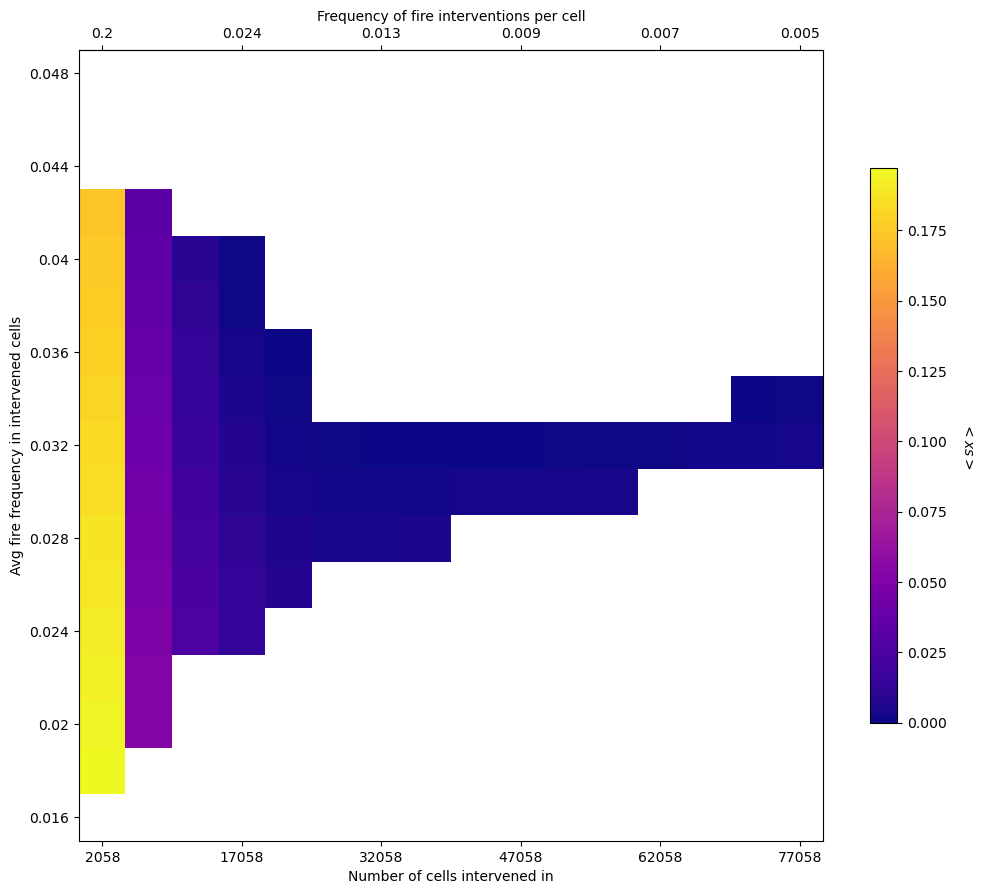 Frequency of fire interventions per cell
0.2 0.024 0.013 0.009 0.007 0.005
Avg fire frequency in intervened cells
0.048
0.044
0.04
0.036
0.032
0.028
0.024
0.02
0.016
2058 17058 32058 47058 62058 77058
Number of cells intervened in
0.175
0.150
0.125
0.100
0.075
0.050
0.025
0.000
< sx >